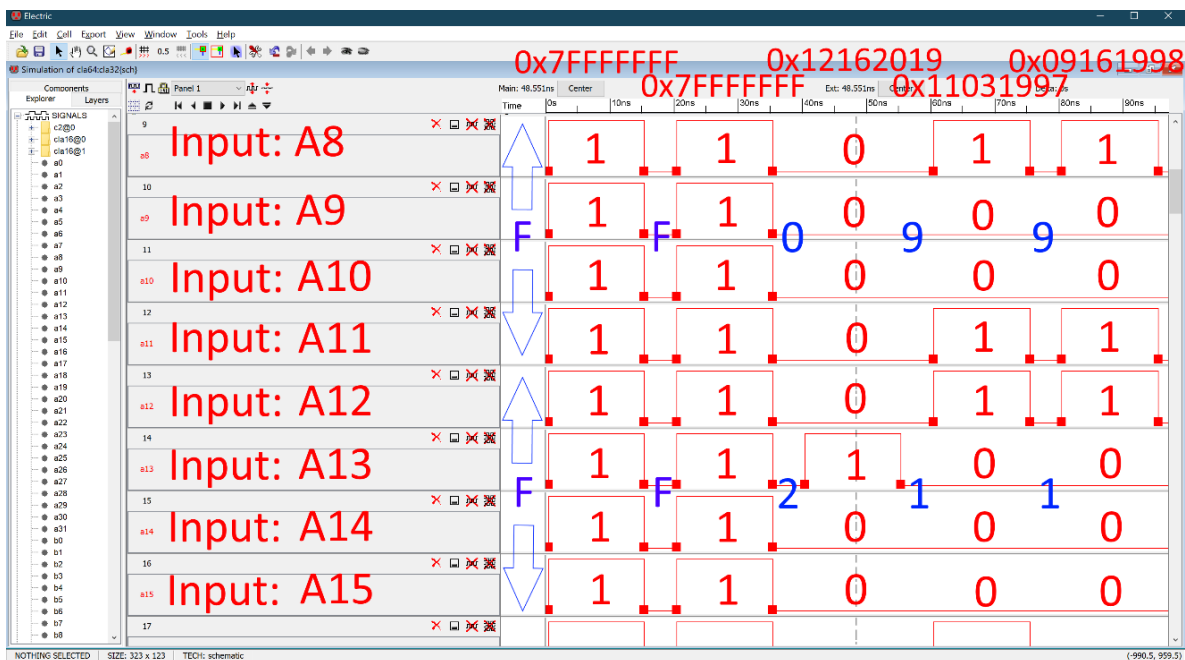 Electric
File Edit Cell Export View Window Tools Help
0.5
0x7FFFFFFF 0x12162019 0x09161998
Simulation of cla64:cla32{sch}
0x7FFFFFFF 0x11031997
Components
Explorer Layers
Panel 1
Main: 48.551ns Center Ext: 48.551ns Center
Time 0s 10ns 20ns 30ns 40ns 50ns 60ns 70ns 80ns 90ns
SIGNALS
c2@0
cla16@0
cla16@1
a0
a1
a2
a3
a4
a5
a6
a7
a8
a9
a10
a11
a12
a13
a14
a15
a16
a17
a18
a19
a20
a21
a22
a23
a24
a25
a26
a27
a28
a29
a30
a31
b0
b1
b2
b3
b4
b5
b6
b7
b8
9
a8 Input: A8 1 1 0 1 1
10
a9 Input: A9 1 1 0 0 0
F F 0 9 9
11
a10 Input: A10 1 1 0 0 0
12
a11 Input: A11 1 1 0 1 1
13
a12 Input: A12 1 1 0 1 1
14
a13 Input: A13 1 1 1 0 0
F F 2 1 1
15
a14 Input: A14 1 1 0 0 0
16
a15 Input: A15 1 1 0 0 0
17
NOTHING SELECTED SIZE: 323 x 123 TECH: schematic (-990.5, 959.5)